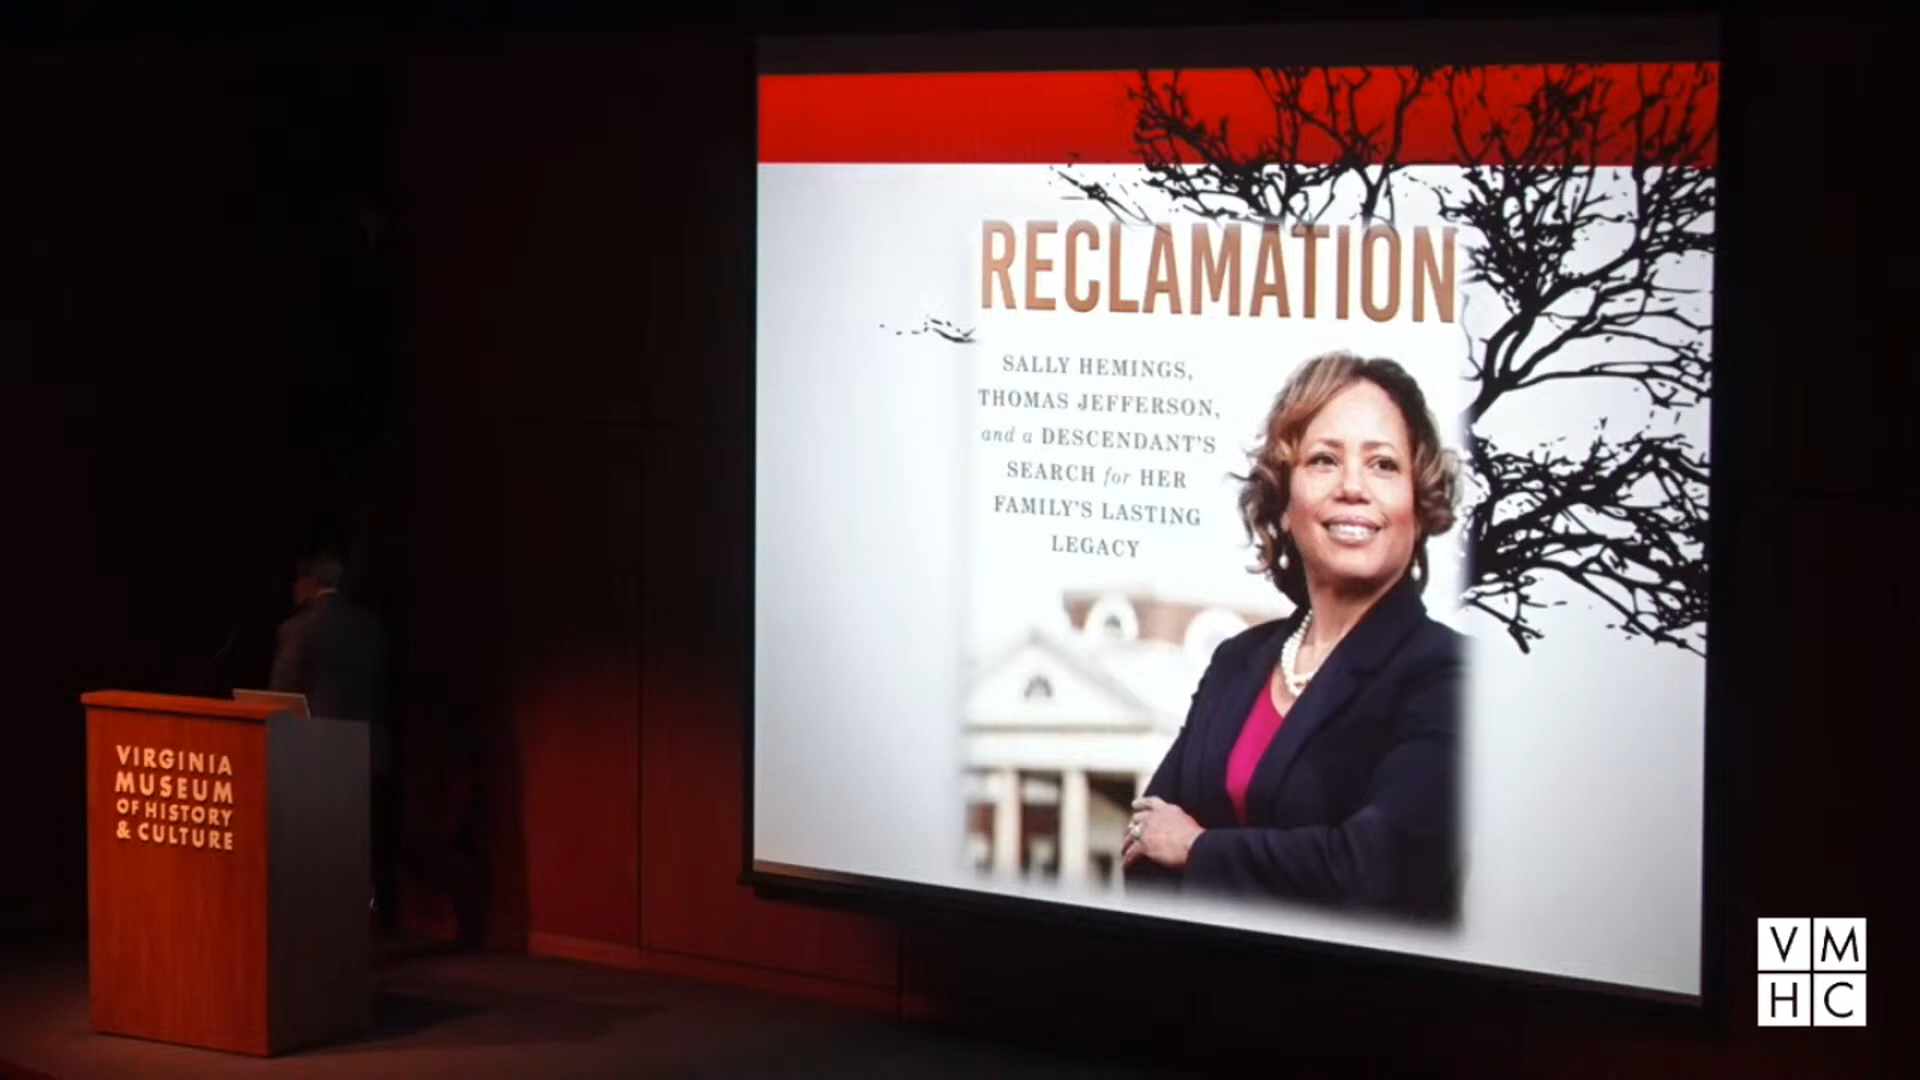 RECLAMATION
SALLY HEMINGS,
THOMAS JEFFERSON,
and a DESCENDANT'S
SEARCH for HER
FAMILY'S LASTING
LEGACY
VIRGINIA
MUSEUM
OF HISTORY
& CULTURE
VM
HC